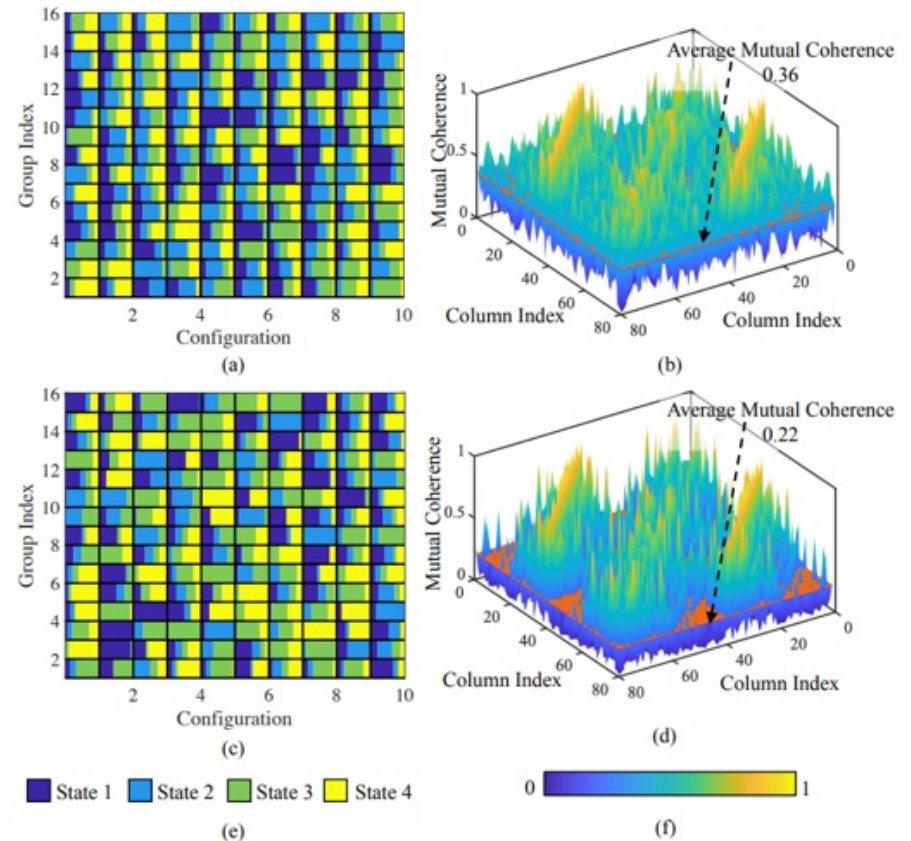 16
14
12
10
8
6
4
2
Group Index
2
4
6
8
10
Configuration
(a)
Average Mutual Coherence
0.36
1
0.5
0
Mutual Coherence
0
20
40
60
80
Column Index
80
60
40
20
0
Column Index
(b)
16
14
12
10
8
6
4
2
Group Index
2
4
6
8
10
Configuration
(c)
Average Mutual Coherence
0.22
1
0.5
0
Mutual Coherence
0
20
40
60
80
Column Index
80
60
40
20
0
Column Index
(d)
State 1 State 2 State 3 State 4
(e)
0 1
(f)